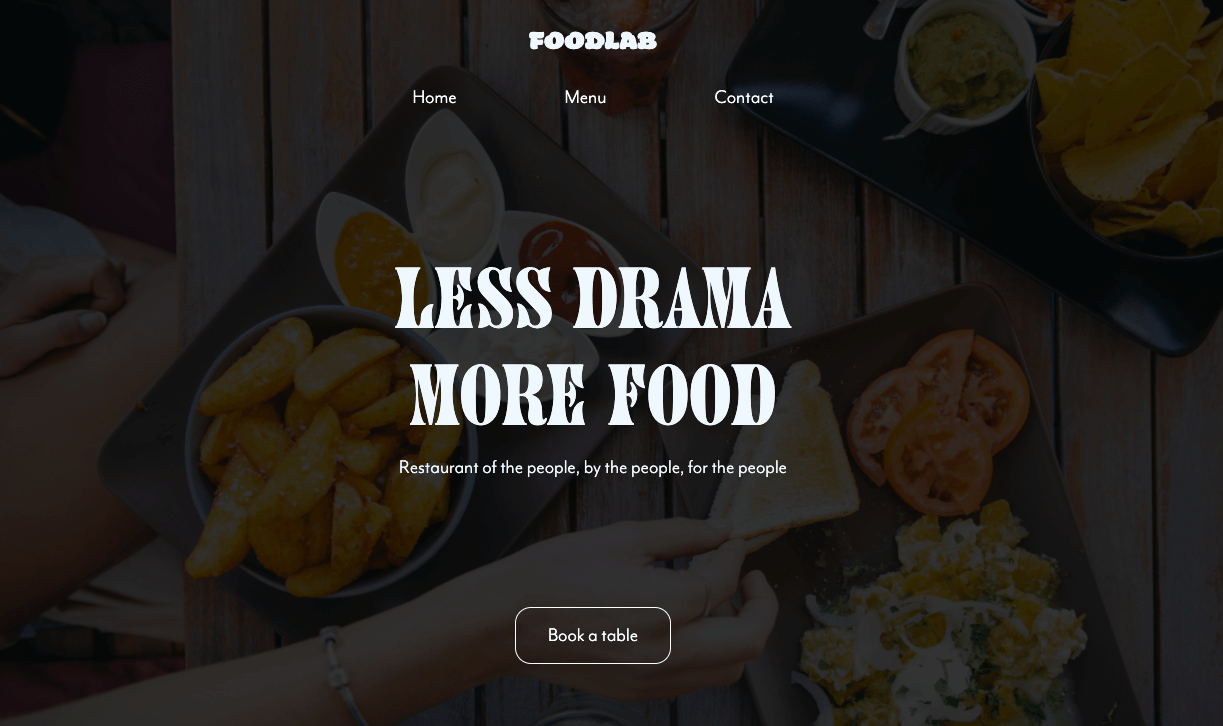 FOODLAB
Home Menu Contact
LESS DRAMA
MORE FOOD
Restaurant of the people, by the people, for the people
Book a table